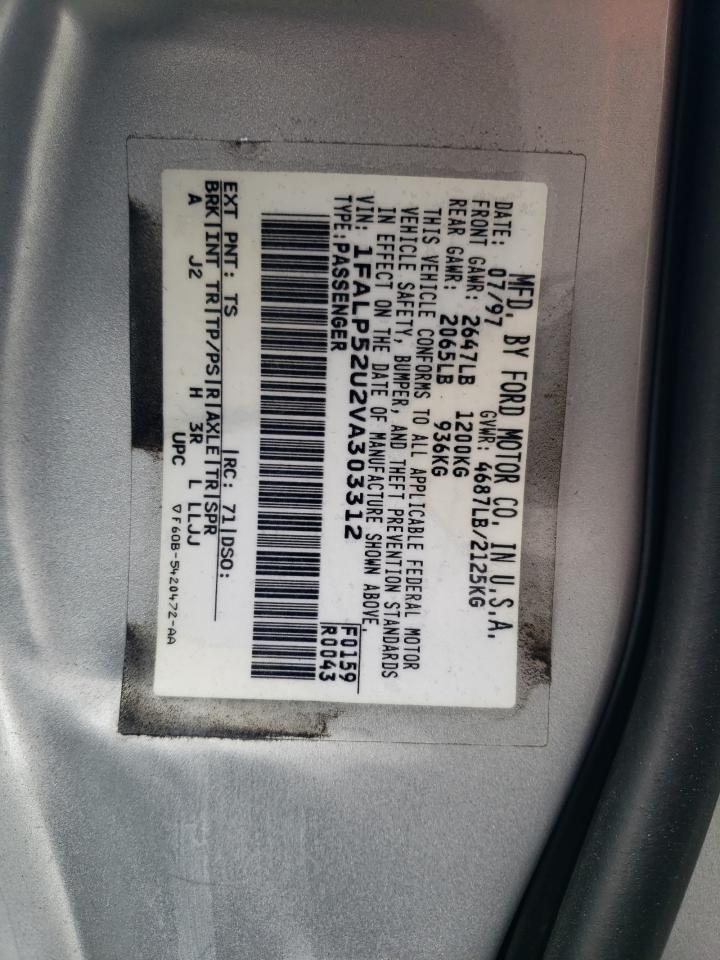 MFD. BY FORD MOTOR CO. IN U.S.A.
DATE: 07/97 GVWR: 4687LB/2125KG
FRONT GAWR: 2647LB 1200KG
REAR GAWR: 2065LB 936KG
THIS VEHICLE CONFORMS TO ALL APPLICABLE FEDERAL MOTOR
VEHICLE SAFETY, BUMPER, AND THEFT PREVENTION STANDARDS
IN EFFECT ON THE DATE OF MANUFACTURE SHOWN ABOVE.
VIN: 1FALP52U2VA303312 F0159
TYPE: PASSENGER R0043
EXT PNT: TS |RC: 71|DSO:
BRK|INT TR|TP/PS|R|AXLE|TR|SPR
A J2 H 3R L LLJJ
UPC ▽F60B-5420472-AA